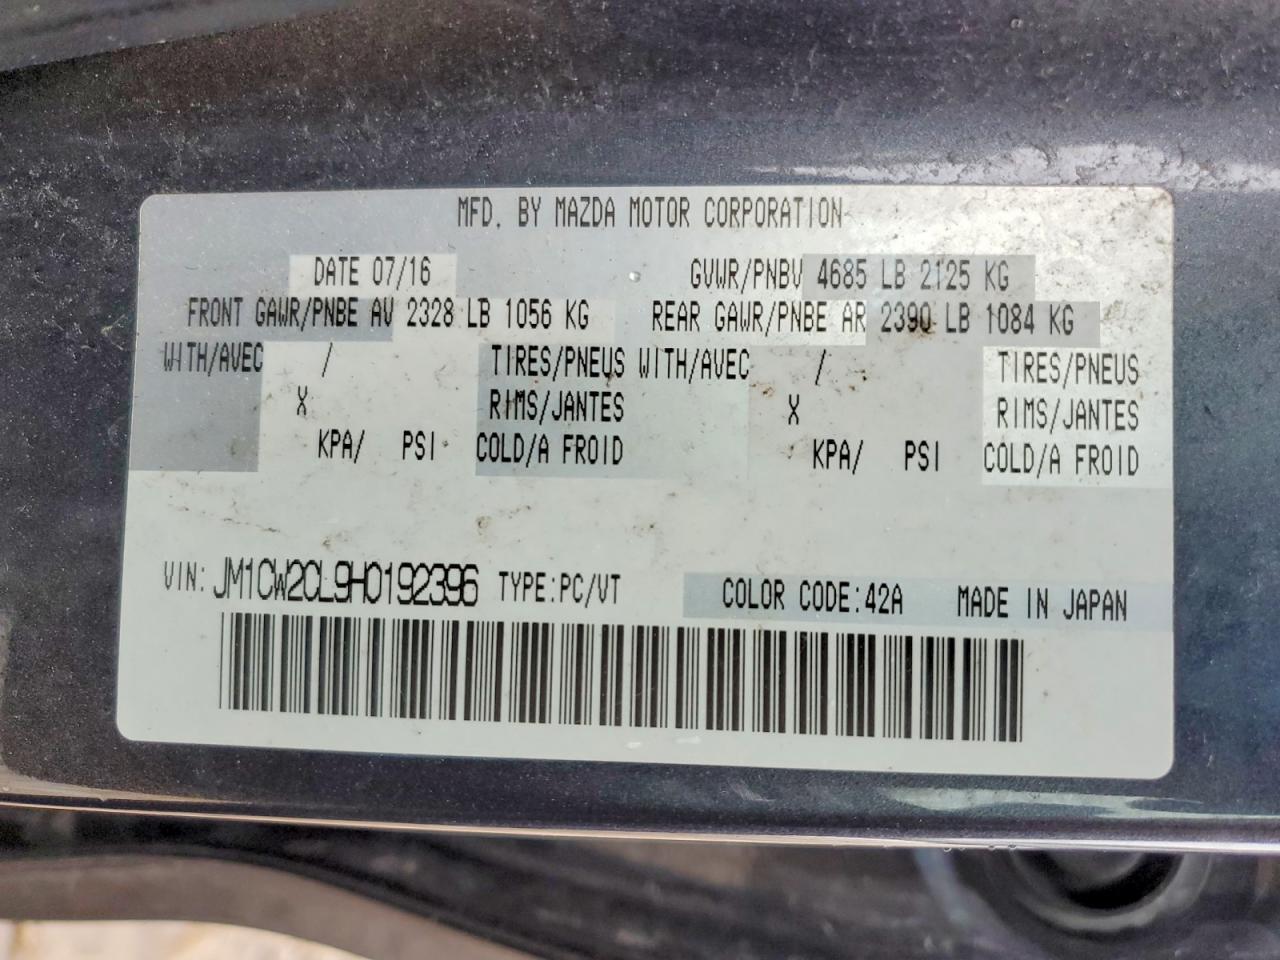 MFD. BY MAZDA MOTOR CORPORATION
DATE 07/16 GVWR/PNBV 4685 LB 2125 KG
FRONT GAWR/PNBE AV 2328 LB 1056 KG REAR GAWR/PNBE AR 2390 LB 1084 KG
WITH/AVEC / TIRES/PNEUS WITH/AVEC / TIRES/PNEUS
X RIMS/JANTES X RIMS/JANTES
KPA/ PSI COLD/A FROID KPA/ PSI COLD/A FROID
VIN: JM1CW2CL9H0192396 TYPE:PC/VT COLOR CODE:42A MADE IN JAPAN